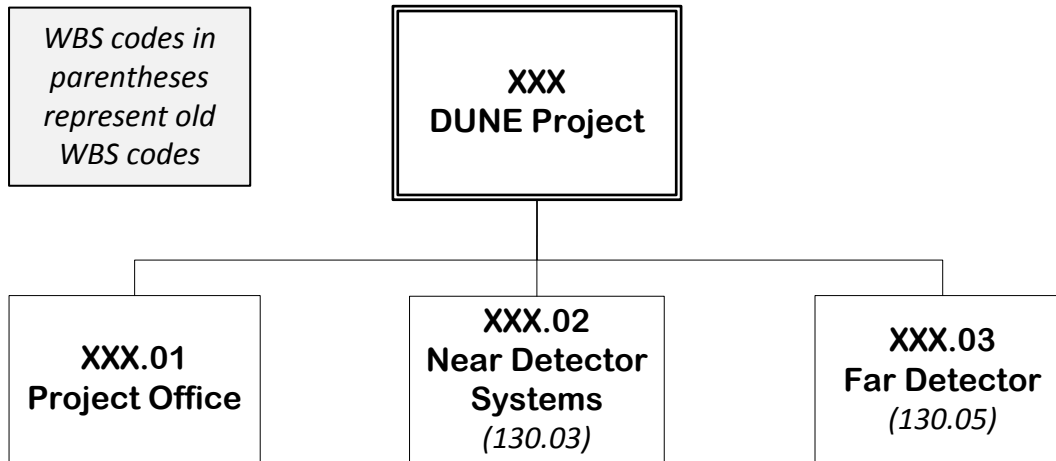 WBS codes in
parentheses
represent old
WBS codes
XXX
DUNE Project
XXX.01
Project Office
XXX.02
Near Detector
Systems
(130.03)
XXX.03
Far Detector
(130.05)